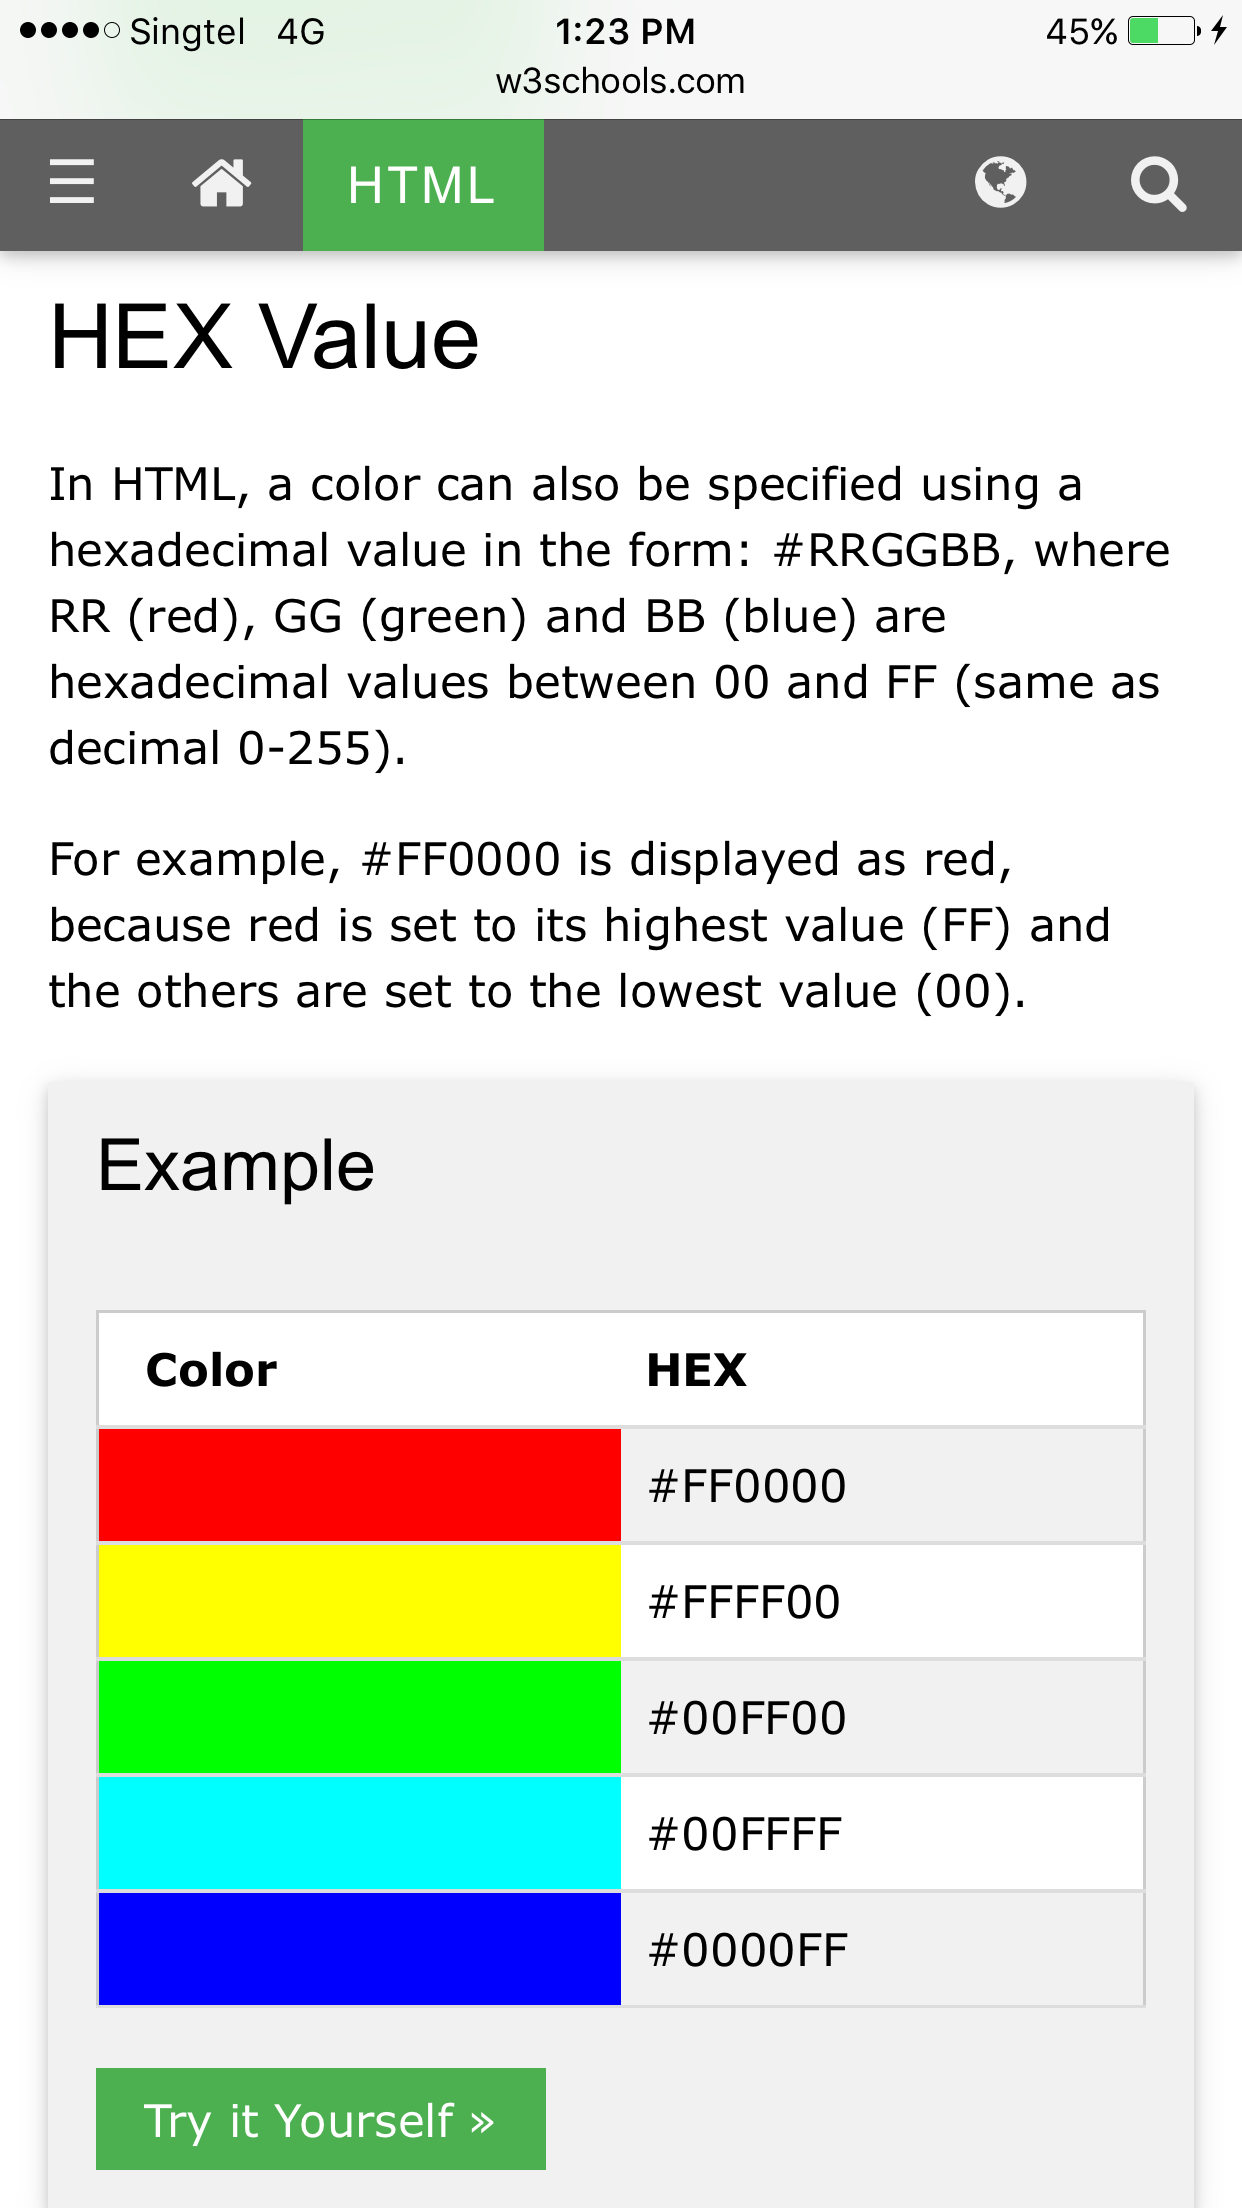 Singtel 4G 1:23 PM 45%
w3schools.com
HTML
HEX Value
In HTML, a color can also be specified using a
hexadecimal value in the form: #RRGGBB, where
RR (red), GG (green) and BB (blue) are
hexadecimal values between 00 and FF (same as
decimal 0-255).
For example, #FF0000 is displayed as red,
because red is set to its highest value (FF) and
the others are set to the lowest value (00).
Example
Color HEX
#FF0000
#FFFF00
#00FF00
#00FFFF
#0000FF
Try it Yourself »